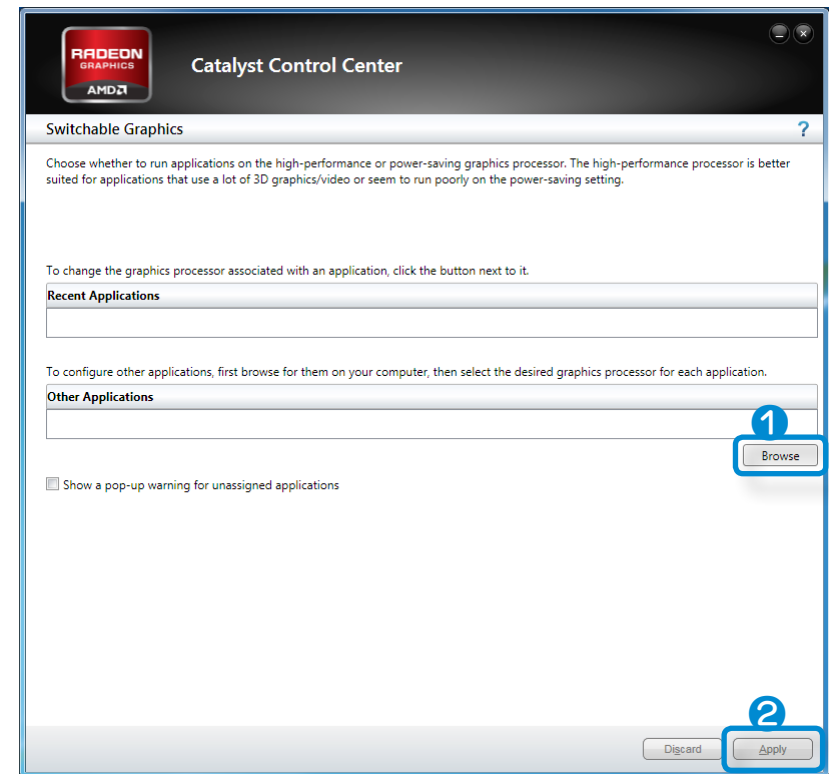 RADEON
GRAPHICS
AMD
Catalyst Control Center
Switchable Graphics
?
Choose whether to run applications on the high-performance or power-saving graphics processor. The high-performance processor is better
suited for applications that use a lot of 3D graphics/video or seem to run poorly on the power-saving setting.
To change the graphics processor associated with an application, click the button next to it.
Recent Applications
To configure other applications, first browse for them on your computer, then select the desired graphics processor for each application.
Other Applications
1
Browse
Show a pop-up warning for unassigned applications
2
Discard
Apply